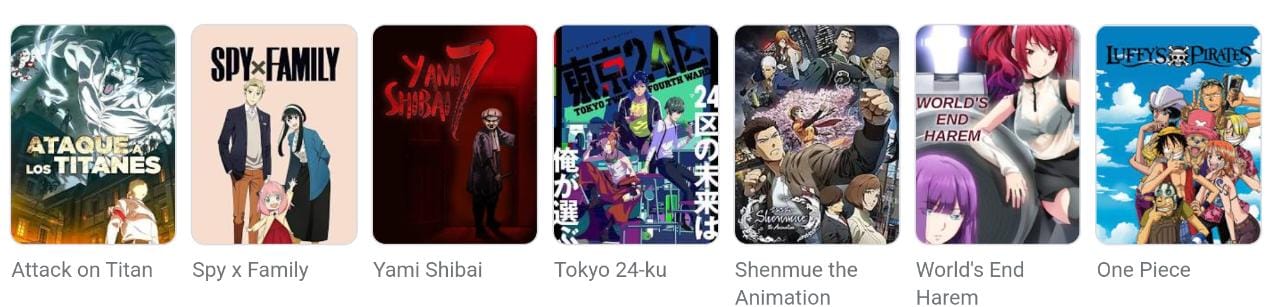 ATAQUE A
LOS TITANES
Attack on Titan
SPY×FAMILY
Spy x Family
YAMI
SHIBAI
7
Yami Shibai
東京24区
FOURTH WARD
24区の未来は
俺が選ぶ
Tokyo 24-ku
Shenmue
the Animation
Shenmue the
Animation
WORLD'S
END
HAREM
World's End
Harem
LUFFY'S PIRATES
One Piece